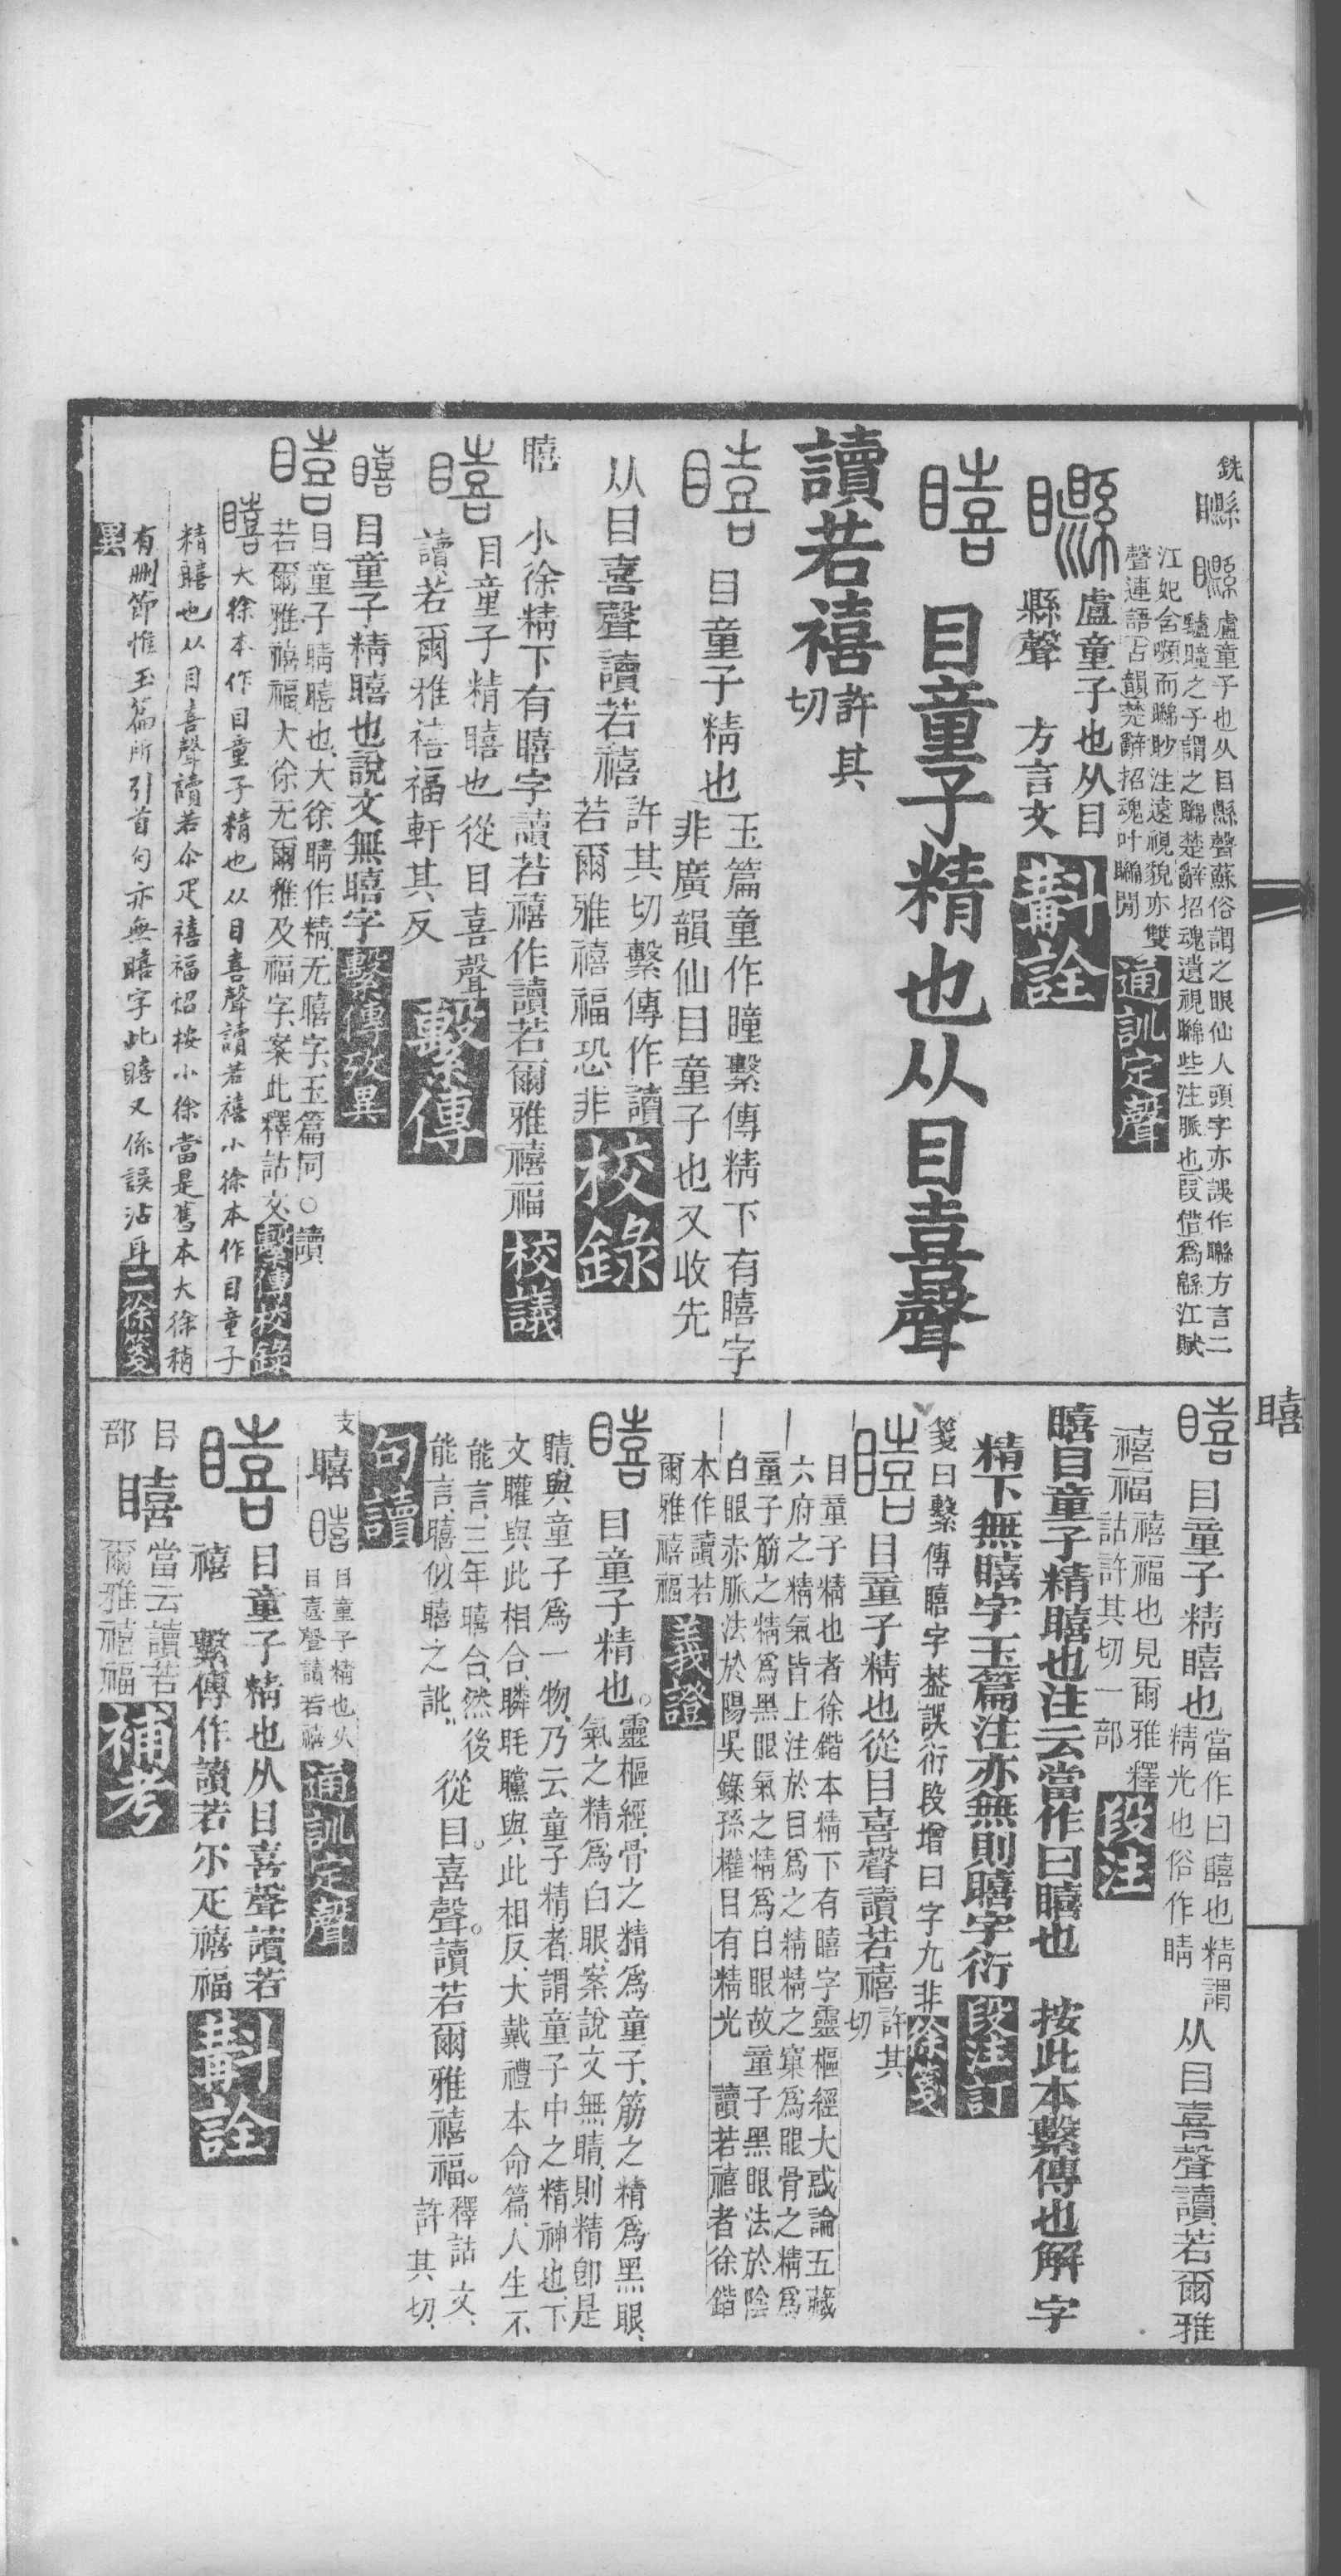 銑
矈
矈
盧童子也从目縣聲蘇俗謂之眼仙人頭字亦誤作矊方言二
驢瞳之子謂之矊楚辭招魂遺視矊些注脈也叚借爲緜江賦
江妃含嚬而矊眇注遠視貌亦雙
聲連語古韻楚辭招魂叶矊閒
通訓定聲
矈
盧童子也从目
縣聲
方言文
斠詮
瞦
目童子精也从目喜聲
讀若禧
許其
切
瞦
目童子精也
玉篇童作瞳繫傳精下有瞦字
非廣韻仙目童子也又收先
从目喜聲讀若禧
許其切繫傳作讀
若爾雅禧福恐非
校錄
瞦
小徐精下有瞦字讀若禧作讀若爾雅禧福
校議
瞦
目童子精瞦也從目喜聲
讀若爾雅禧福軒其反
繫傳
瞦
目童子精瞦也說文無瞦字
繫傳攷異
瞦
目童子睛瞦也大徐睛作精无瞦字玉篇同○讀
若爾雅禧福大徐无爾雅及福字案此釋詁文
繫傳校錄
瞦
大徐本作目童子精也从目喜聲讀若禧小徐本作目童子
精瞦也从目喜聲讀若尒疋禧福炤桉小徐當是舊本大徐稍
有刪節惟玉篇所引首句亦無瞦字此瞦又係誤沾耳
二徐箋
異
瞦
瞦
目童子精瞦也
當作曰瞦也精謂
精光也俗作睛
从目喜聲讀若爾雅
禧福
禧福也見爾雅釋
詁許其切一部
段注
瞦目童子精瞦也注云當作曰瞦也
按此本繫傳也解字
精下無瞦字玉篇注亦無則瞦字衍
段注訂
箋曰繫傳瞦字葢誤衍段增曰字九非
徐箋
瞦
目童子精也從目喜聲讀若禧
許其
切
目童子精也者徐鍇本精下有瞦字靈樞經大惑論五藏
六府之精氣皆上注於目爲之精精之窠爲眼骨之精爲
童子筋之精爲黑眼氣之精爲白眼故童子黑眼法於陰
白眼赤脈法於陽吳錄孫權目有精光
讀若禧者徐鍇
本作讀若
爾雅禧福
義證
瞦
目童子精也。
靈樞經骨之精爲童子、筋之精爲黑眼、
氣之精爲白眼、案說文無睛、則精卽是
睛、與童子爲一物、乃云童子精者、謂童子中之精神也、下
文矔與此相合、瞵眊矘與此相反、大戴禮本命篇、人生不
能言、三年瞦合、然後
能言、瞦似瞦之訛、
從目。喜聲。讀若爾雅禧福。
釋詁文、
許其切、
句讀
支
瞦
瞦
目童子精也从
目喜聲讀若禧
通訓定聲
瞦
目童子精也从目喜聲讀若
禧
繫傳作讀若尒疋禧福
斠詮
目
部
瞦
當云讀若
爾雅禧福
補考